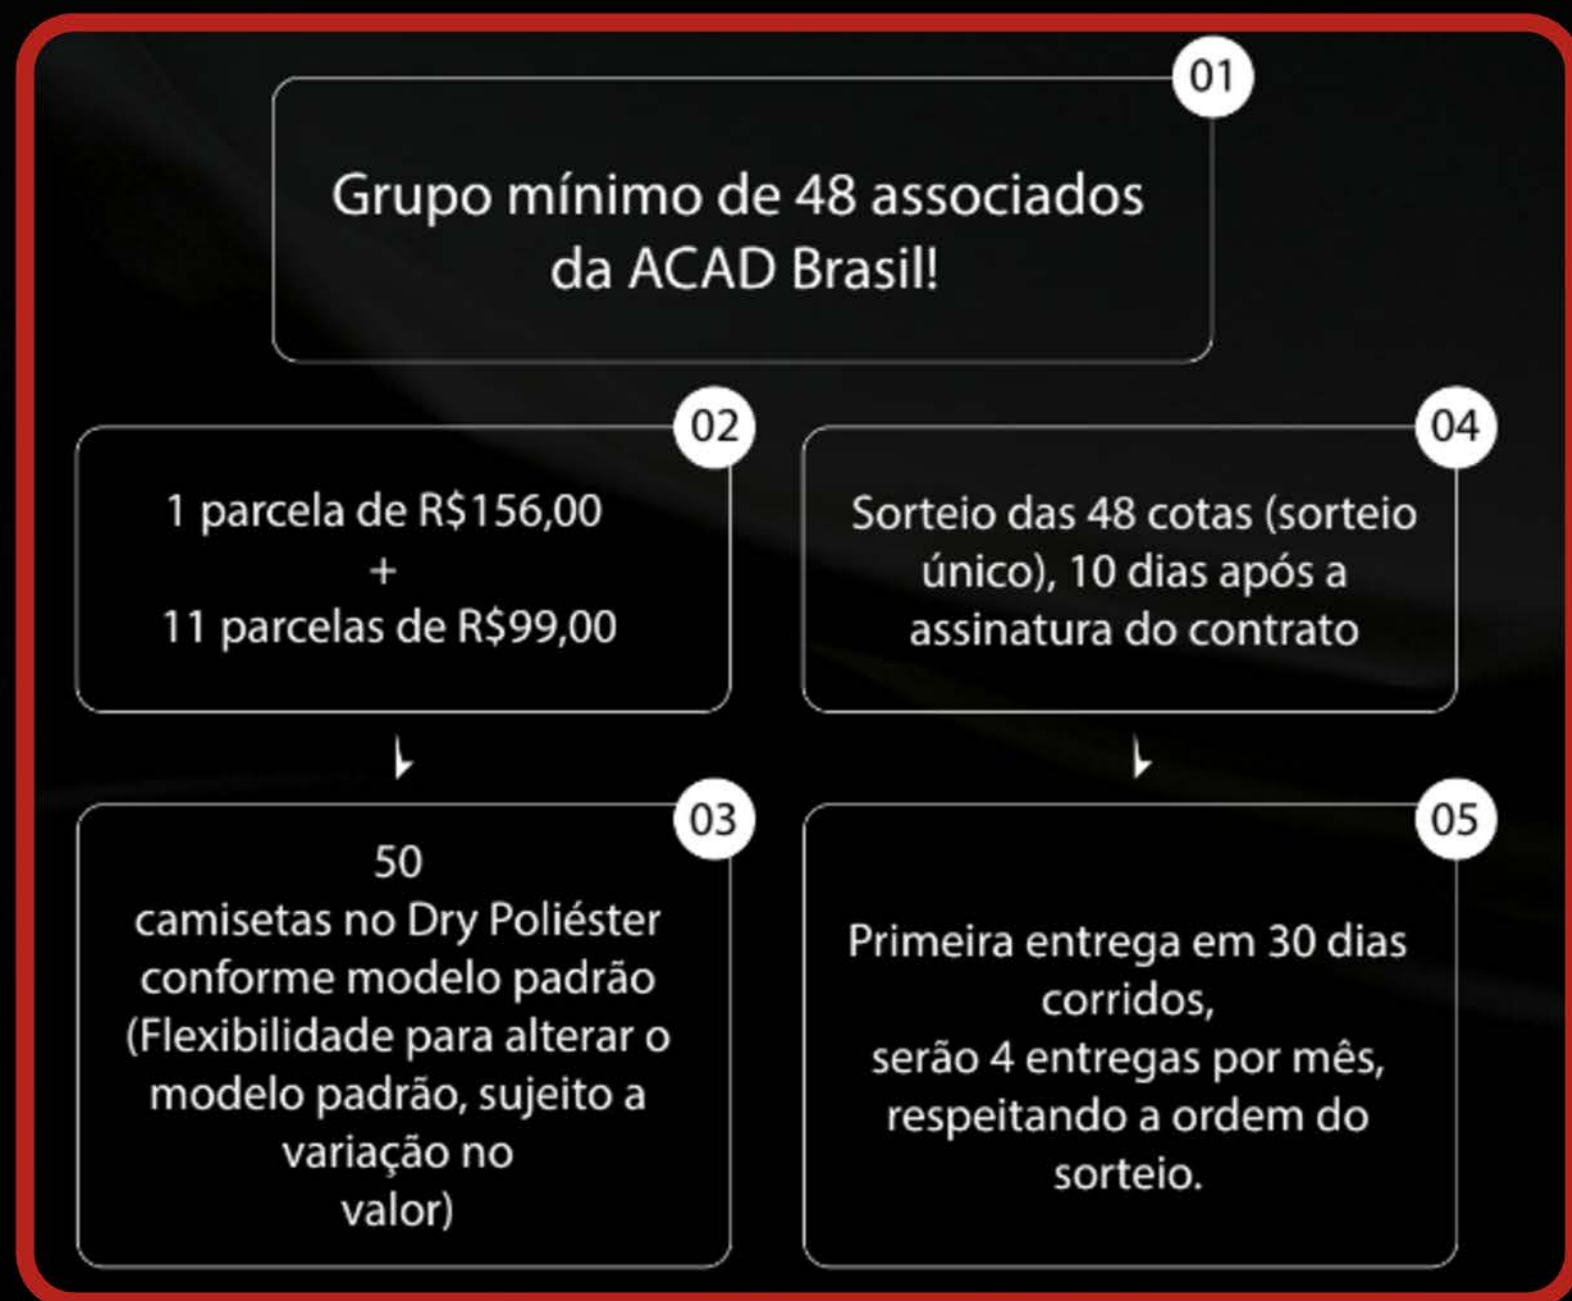 01
Grupo mínimo de 48 associados
da ACAD Brasil!
02
1 parcela de R$156,00
+
11 parcelas de R$99,00
03
50
camisetas no Dry Poliéster
conforme modelo padrão
(Flexibilidade para alterar o
modelo padrão, sujeito a
variação no
valor)
04
Sorteio das 48 cotas (sorteio
único), 10 dias após a
assinatura do contrato
05
Primeira entrega em 30 dias
corridos,
serão 4 entregas por mês,
respeitando a ordem do
sorteio.